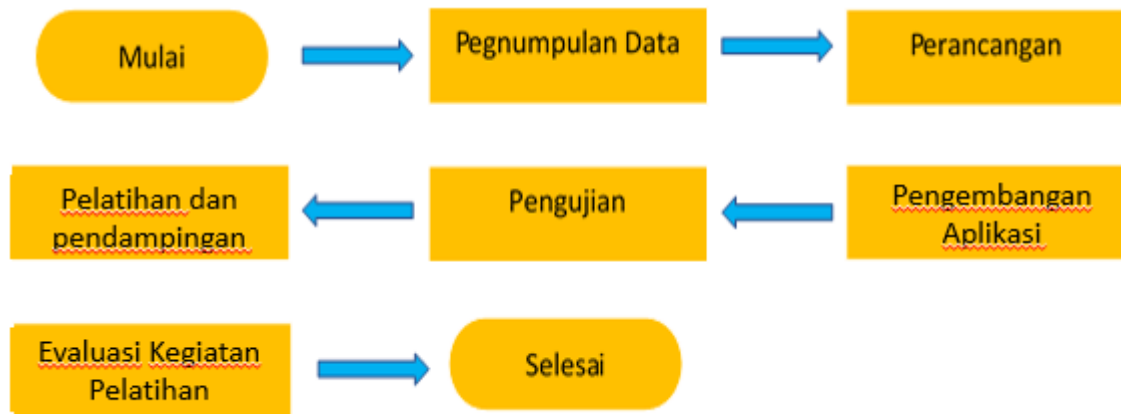 Mulai
Pegnumpulan Data
Perancangan
Pengembangan
Aplikasi
Pengujian
Pelatihan dan
pendampingan
Evaluasi Kegiatan
Pelatihan
Selesai